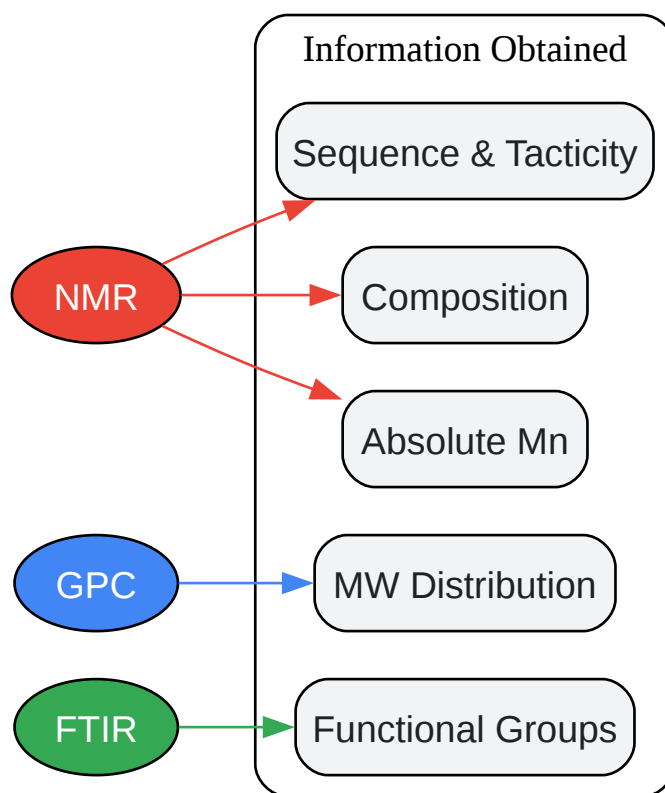 Information Obtained
Sequence & Tacticity
NMR
Composition
Absolute Mn
GPC
MW Distribution
FTIR
Functional Groups